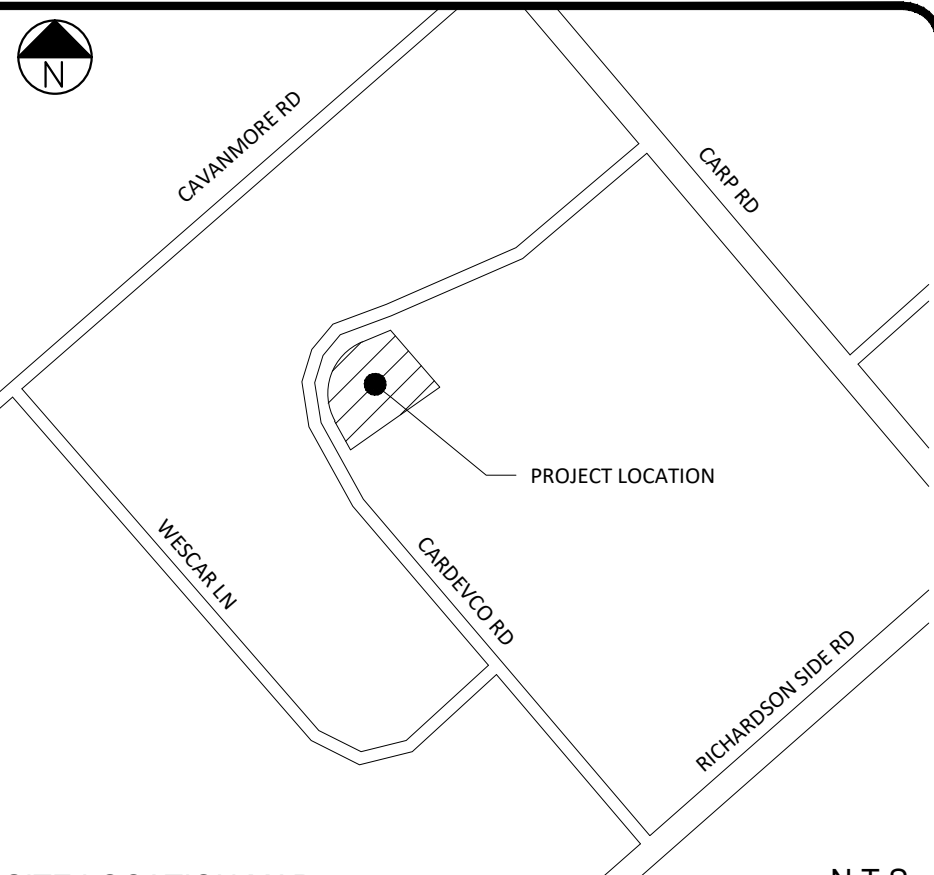 N
CAVANMORE RD
CARP RD
PROJECT LOCATION
WESCAR LN
CARDEVCO RD
RICHARDSON SIDE RD